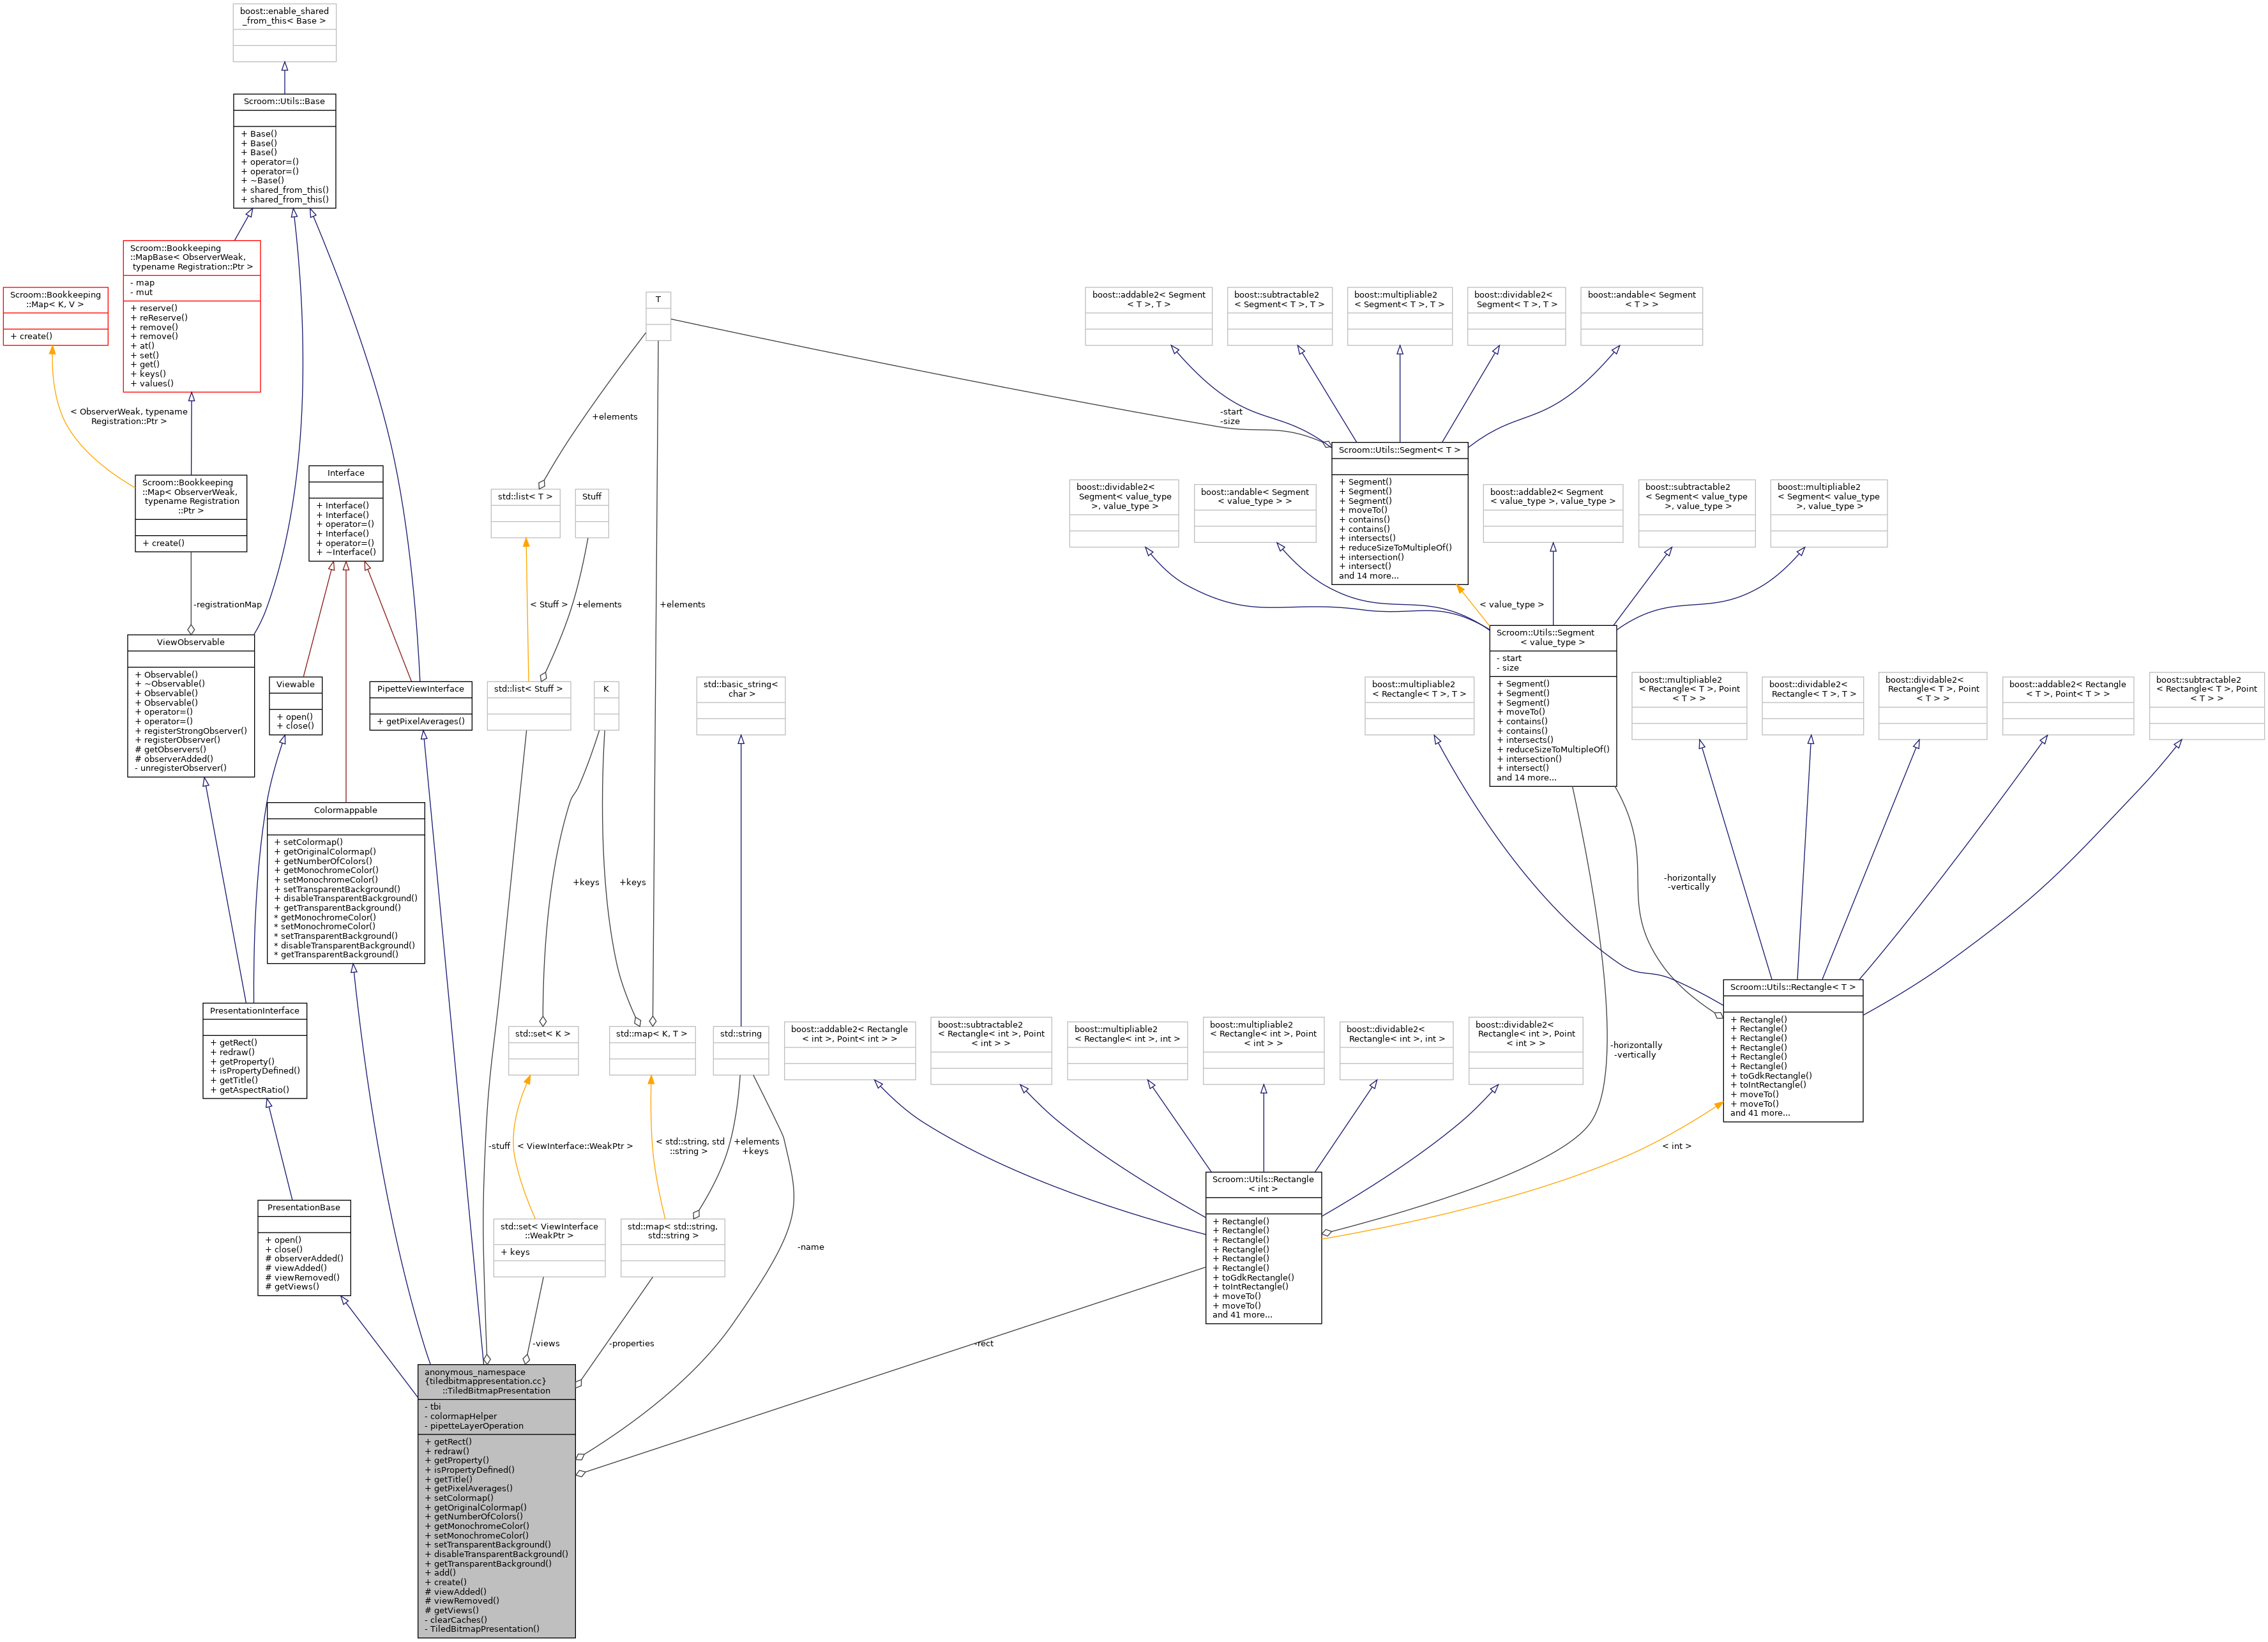 boost::enable_shared
_from_this< Base >
Scroom::Utils::Base
+ Base()
+ Base()
+ Base()
+ operator=()
+ operator=()
+ ~Base()
+ shared_from_this()
+ shared_from_this()
Scroom::Bookkeeping
::MapBase< ObserverWeak,
typename Registration::Ptr >
- map
- mut
+ reserve()
+ reReserve()
+ remove()
+ remove()
+ at()
+ set()
+ get()
+ keys()
+ values()
Scroom::Bookkeeping
::Map< K, V >
+ create()
< ObserverWeak, typename
Registration::Ptr >
Scroom::Bookkeeping
::Map< ObserverWeak,
typename Registration
::Ptr >
+ create()
-registrationMap
Interface
+ Interface()
+ Interface()
+ operator=()
+ Interface()
+ operator=()
+ ~Interface()
ViewObservable
+ Observable()
+ ~Observable()
+ Observable()
+ Observable()
+ operator=()
+ operator=()
+ registerStrongObserver()
+ registerObserver()
# getObservers()
# observerAdded()
- unregisterObserver()
Viewable
+ open()
+ close()
PipetteViewInterface
+ getPixelAverages()
Colormappable
+ setColormap()
+ getOriginalColormap()
+ getNumberOfColors()
+ getMonochromeColor()
+ setMonochromeColor()
+ setTransparentBackground()
+ disableTransparentBackground()
+ getTransparentBackground()
* getMonochromeColor()
* setMonochromeColor()
* setTransparentBackground()
* disableTransparentBackground()
* getTransparentBackground()
PresentationInterface
+ getRect()
+ redraw()
+ getProperty()
+ isPropertyDefined()
+ getTitle()
+ getAspectRatio()
PresentationBase
+ open()
+ close()
# observerAdded()
# viewAdded()
# viewRemoved()
# getViews()
anonymous_namespace
{tiledbitmappresentation.cc}
::TiledBitmapPresentation
- tbi
- colormapHelper
- pipetteLayerOperation
+ getRect()
+ redraw()
+ getProperty()
+ isPropertyDefined()
+ getTitle()
+ getPixelAverages()
+ setColormap()
+ getOriginalColormap()
+ getNumberOfColors()
+ getMonochromeColor()
+ setMonochromeColor()
+ setTransparentBackground()
+ disableTransparentBackground()
+ getTransparentBackground()
+ add()
+ create()
# viewAdded()
# viewRemoved()
# getViews()
- clearCaches()
- TiledBitmapPresentation()
T
+elements
+elements
std::list< T >
Stuff
< Stuff >
+elements
std::list< Stuff >
K
std::basic_string<
char >
+keys
+keys
std::set< K >
std::map< K, T >
std::string
-stuff
< ViewInterface::WeakPtr >
< std::string, std
::string >
+elements
+keys
std::set< ViewInterface
::WeakPtr >
+ keys
std::map< std::string,
std::string >
-name
-views
-properties
-rect
boost::addable2< Segment
< T >, T >
boost::subtractable2
< Segment< T >, T >
boost::multipliable2
< Segment< T >, T >
boost::dividable2<
Segment< T >, T >
boost::andable< Segment
< T > >
-start
-size
Scroom::Utils::Segment< T >
+ Segment()
+ Segment()
+ Segment()
+ moveTo()
+ contains()
+ contains()
+ intersects()
+ reduceSizeToMultipleOf()
+ intersection()
+ intersect()
and 14 more...
boost::dividable2<
Segment< value_type
>, value_type >
boost::andable< Segment
< value_type > >
boost::addable2< Segment
< value_type >, value_type >
boost::subtractable2
< Segment< value_type
>, value_type >
boost::multipliable2
< Segment< value_type
>, value_type >
< value_type >
Scroom::Utils::Segment
< value_type >
- start
- size
+ Segment()
+ Segment()
+ Segment()
+ moveTo()
+ contains()
+ contains()
+ intersects()
+ reduceSizeToMultipleOf()
+ intersection()
+ intersect()
and 14 more...
boost::multipliable2
< Rectangle< T >, T >
boost::multipliable2
< Rectangle< T >, Point
< T > >
boost::dividable2<
Rectangle< T >, T >
boost::dividable2<
Rectangle< T >, Point
< T > >
boost::addable2< Rectangle
< T >, Point< T > >
boost::subtractable2
< Rectangle< T >, Point
< T > >
-horizontally
-vertically
-horizontally
-vertically
Scroom::Utils::Rectangle< T >
+ Rectangle()
+ Rectangle()
+ Rectangle()
+ Rectangle()
+ Rectangle()
+ Rectangle()
+ toGdkRectangle()
+ toIntRectangle()
+ moveTo()
+ moveTo()
and 41 more...
boost::addable2< Rectangle
< int >, Point< int > >
boost::subtractable2
< Rectangle< int >, Point
< int > >
boost::multipliable2
< Rectangle< int >, int >
boost::multipliable2
< Rectangle< int >, Point
< int > >
boost::dividable2<
Rectangle< int >, int >
boost::dividable2<
Rectangle< int >, Point
< int > >
< int >
Scroom::Utils::Rectangle
< int >
+ Rectangle()
+ Rectangle()
+ Rectangle()
+ Rectangle()
+ Rectangle()
+ Rectangle()
+ toGdkRectangle()
+ toIntRectangle()
+ moveTo()
+ moveTo()
and 41 more...